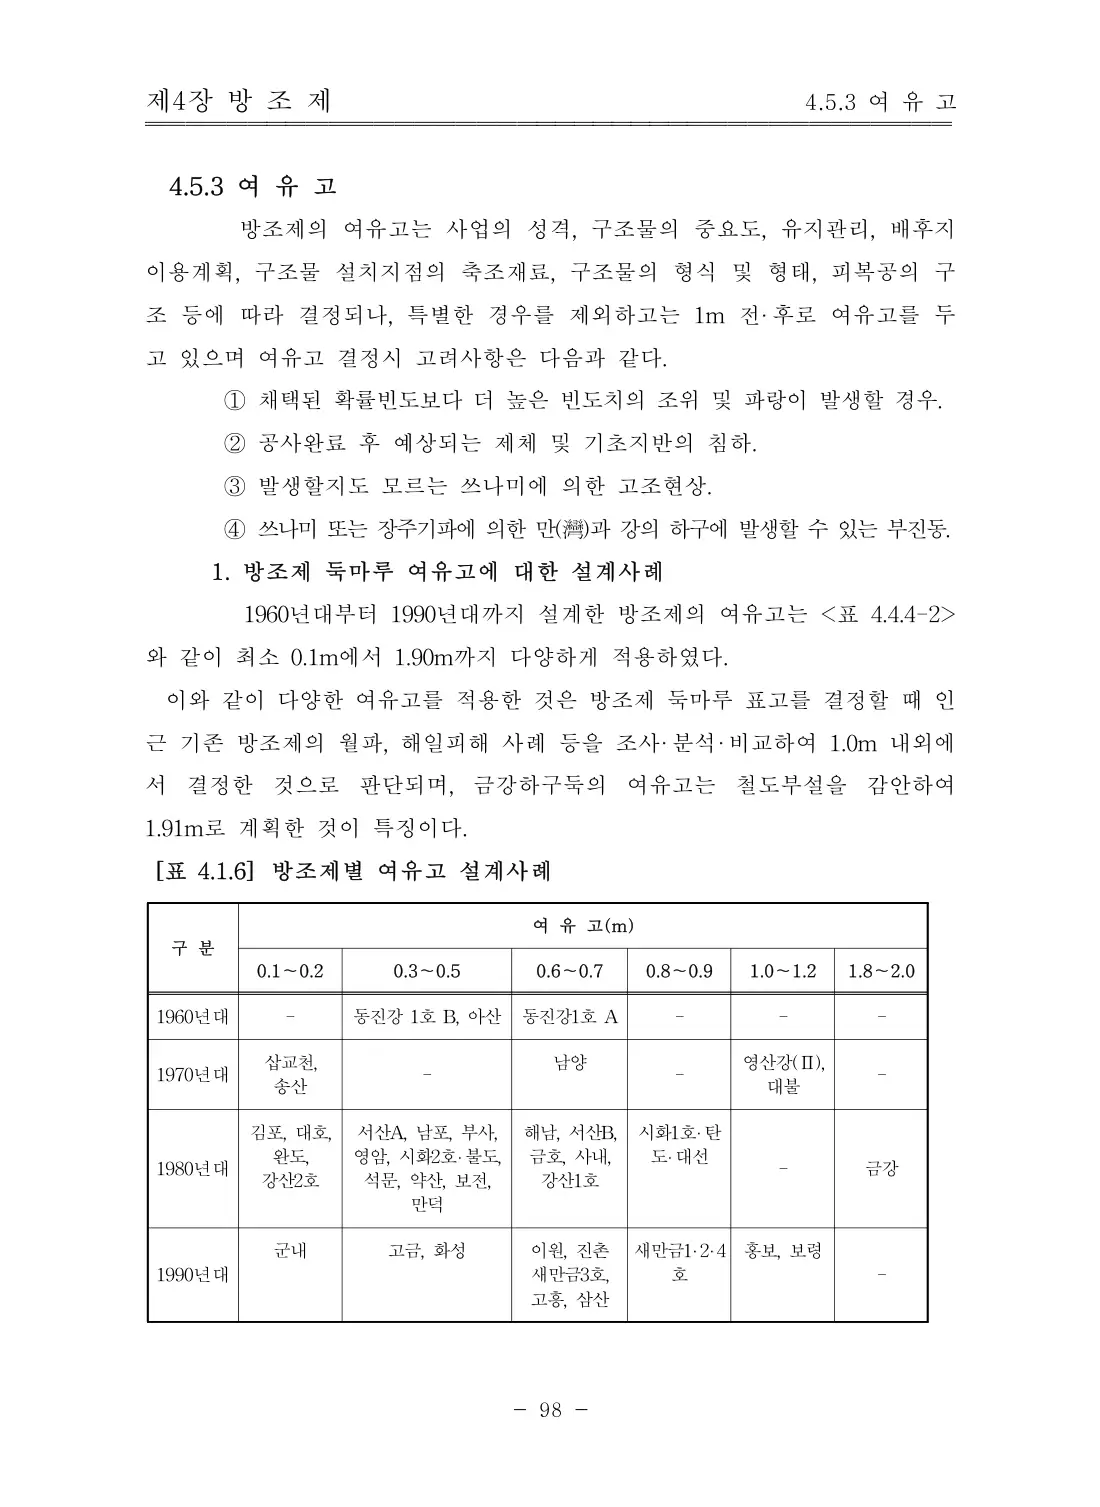 제4장 방 조 제
4.5.3 여 유 고
4.5.3 여 유 고
방조제의 여유고는 사업의 성격, 구조물의 중요도, 유지관리, 배후지
이용계획, 구조물 설치지점의 축조재료, 구조물의 형식 및 형태, 피복공의 구
조 등에 따라 결정되나, 특별한 경우를 제외하고는 1m 전·후로 여유고를 두
고 있으며 여유고 결정시 고려사항은 다음과 같다.
① 채택된 확률빈도보다 더 높은 빈도치의 조위 및 파랑이 발생할 경우.
② 공사완료 후 예상되는 제체 및 기초지반의 침하.
③ 발생할지도 모르는 쓰나미에 의한 고조현상.
④ 쓰나미 또는 장주기파에 의한 만(灣)과 강의 하구에 발생할 수 있는 부진동.
1. 방조제 둑마루 여유고에 대한 설계사례
1960년대부터 1990년대까지 설계한 방조제의 여유고는 <표 4.4.4-2>
와 같이 최소 0.1m에서 1.90m까지 다양하게 적용하였다.
이와 같이 다양한 여유고를 적용한 것은 방조제 둑마루 표고를 결정할 때 인
근 기존 방조제의 월파, 해일피해 사례 등을 조사·분석·비교하여 1.0m 내외에
서 결정한 것으로 판단되며, 금강하구둑의 여유고는 철도부설을 감안하여
1.91m로 계획한 것이 특징이다.
[표 4.1.6] 방조제별 여유고 설계사례
구 분
여 유 고(m)
0.1~0.2 0.3~0.5 0.6~0.7 0.8~0.9 1.0~1.2 1.8~2.0
1960년대 - 동진강 1호 B, 아산 동진강1호 A - - -
1970년대
삽교천,
송산
-
남양
-
영산강(Ⅱ),
대불
-
1980년대
김포, 대호,
완도,
강산2호
서산A, 남포, 부사,
영암, 시화2호·불도,
석문, 약산, 보전,
만덕
해남, 서산B,
금호, 사내,
강산1호
시화1호·탄
도·대선
-
금강
1990년대
군내
고금, 화성
이원, 진촌
새만금3호,
고흥, 삼산
새만금1·2·4
호
홍보, 보령
-
- 98 -